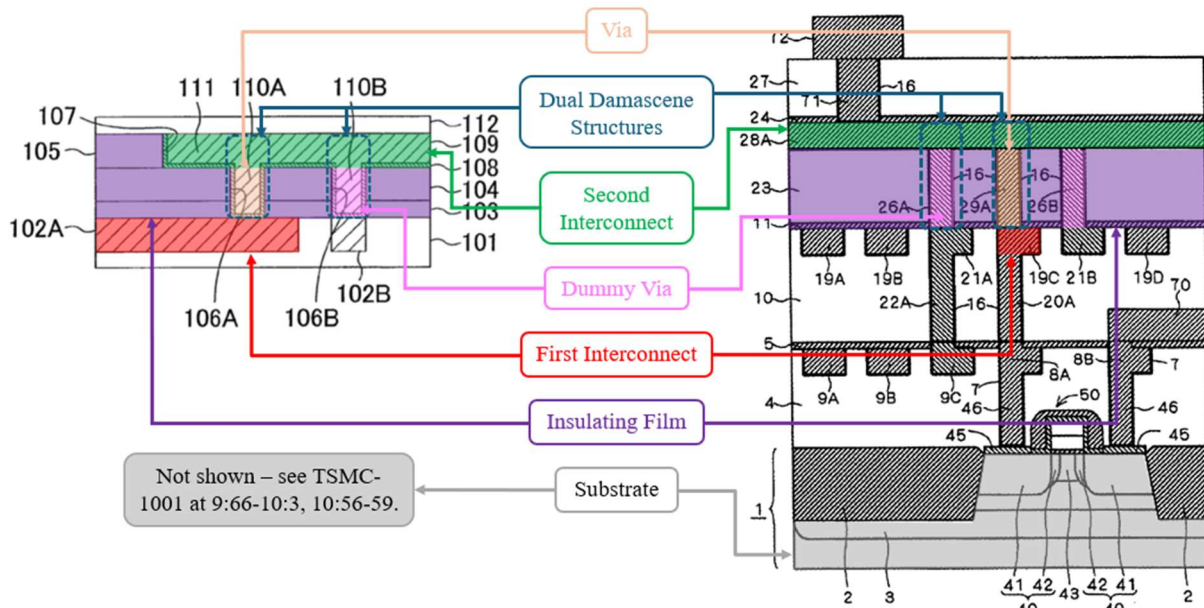 Via
72
110A
110B
111
107
112
105
109
108
104
103
102A
101
102B
106A
106B
Dual Damascene
Structures
Second
Interconnect
Dummy Via
First Interconnect
Insulating Film
Substrate
Not shown – see TSMC-
1001 at 9:66-10:3, 10:56-59.
27
16
71
24
28A
23
16
16
26A
29A
26B
11
19A
19B
21A
19C
21B
19D
10
22A
16
20A
70
5
8A
8B
7
7
9A
9B
9C
50
4
46
46
45
45
1
2
3
41
42
43
42
41
2
40
40